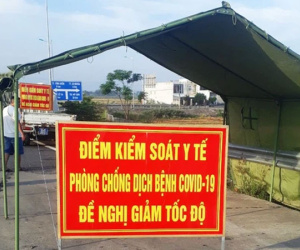 ĐIỂM KIỂM SOÁT Y TẾ
PHÒNG CHỐNG DỊCH BỆNH COVID-19
ĐỀ NGHỊ GIẢM TỐC ĐỘ